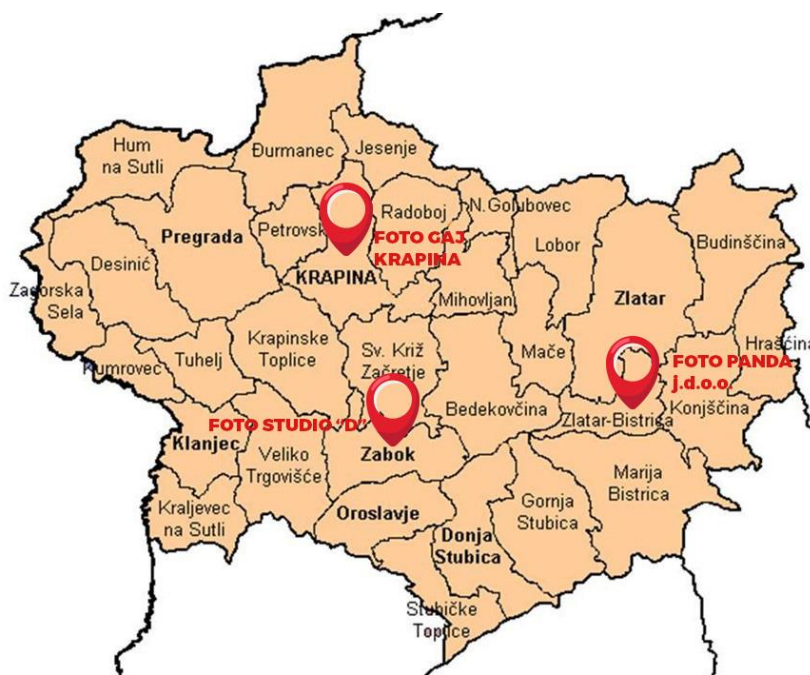 Hum
na Sutli
Đurmanec
Jesenje
Pregrada
Petrovsk
Radoboj
N.Golubovec
Lobor
Budinščina
Desinić
FOTO GAJ
KRAPINA
KRAPINA
Zagorska
Sela
Mihovljan
Zlatar
Kumrovec
Tuhelj
Krapinske
Toplice
Sv. Križ
Začretje
Mače
Hrašćina
FOTO PANDA
j.d.o.o.
FOTO STUDIO "D"
Bedekovčina
Zlatar-Bistrica
Konjščina
Klanjec
Veliko
Trgovišće
Zabok
Kraljevec
na Sutli
Oroslavje
Donja
Stubica
Gornja
Stubica
Marija
Bistrica
Stubičke
Toplice